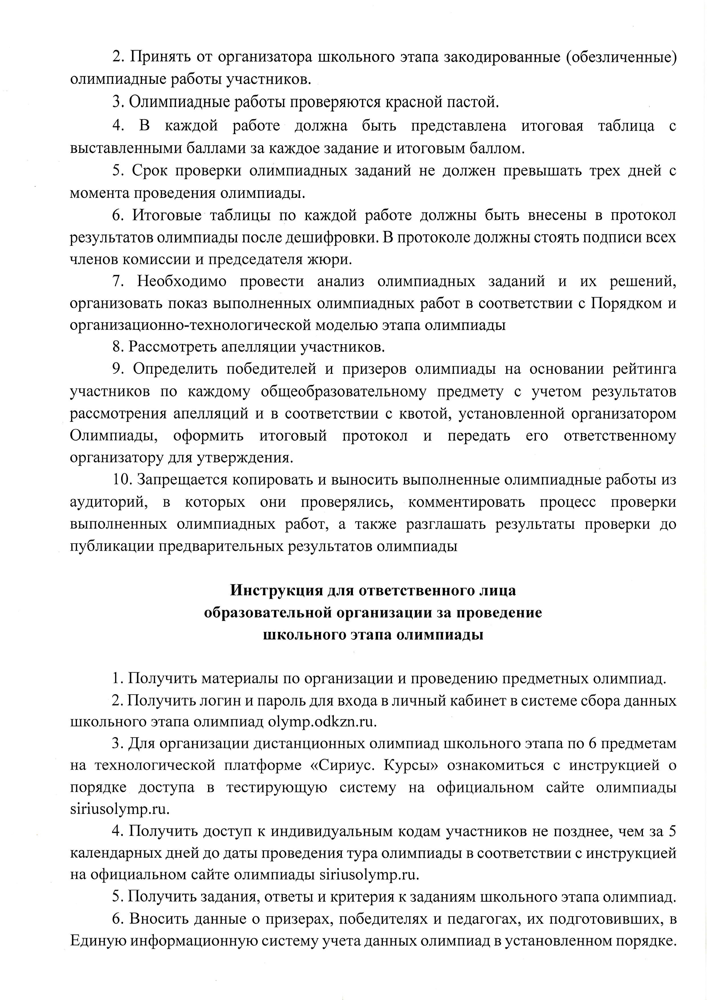 2. Принять от организатора школьного этапа закодированные (обезличенные)
олимпиадные работы участников.
3. Олимпиадные работы проверяются красной пастой.
4. В каждой работе должна быть представлена итоговая таблица с
выставленными баллами за каждое задание и итоговым баллом.
5. Срок проверки олимпиадных заданий не должен превышать трех дней с
момента проведения олимпиады.
6. Итоговые таблицы по каждой работе должны быть внесены в протокол
результатов олимпиады после дешифровки. В протоколе должны стоять подписи всех
членов комиссии и председателя жюри.
7. Необходимо провести анализ олимпиадных заданий и их решений,
организовать показ выполненных олимпиадных работ в соответствии с Порядком и
организационно-технологической моделью этапа олимпиады
8. Рассмотреть апелляции участников.
9. Определить победителей и призеров олимпиады на основании рейтинга
участников по каждому общеобразовательному предмету с учетом результатов
рассмотрения апелляций и в соответствии с квотой, установленной организатором
Олимпиады, оформить итоговый протокол и передать его ответственному
организатору для утверждения.
10. Запрещается копировать и выносить выполненные олимпиадные работы из
аудиторий, в которых они проверялись, комментировать процесс проверки
выполненных олимпиадных работ, а также разглашать результаты проверки до
публикации предварительных результатов олимпиады
Инструкция для ответственного лица
образовательной организации за проведение
школьного этапа олимпиады
1. Получить материалы по организации и проведению предметных олимпиад.
2. Получить логин и пароль для входа в личный кабинет в системе сбора данных
школьного этапа олимпиад olymp.odkzn.ru.
3. Для организации дистанционных олимпиад школьного этапа по 6 предметам
на технологической платформе «Сириус. Курсы» ознакомиться с инструкцией о
порядке доступа в тестирующую систему на официальном сайте олимпиады
siriusolymp.ru.
4. Получить доступ к индивидуальным кодам участников не позднее, чем за 5
календарных дней до даты проведения тура олимпиады в соответствии с инструкцией
на официальном сайте олимпиады siriusolymp.ru.
5. Получить задания, ответы и критерия к заданиям школьного этапа олимпиад.
6. Вносить данные о призерах, победителях и педагогах, их подготовивших, в
Единую информационную систему учета данных олимпиад в установленном порядке.